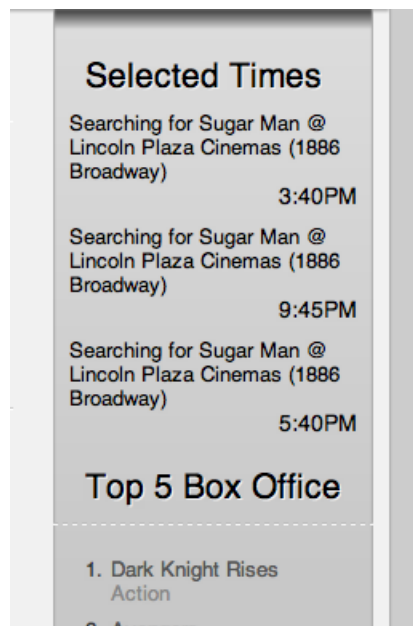 Selected Times
Searching for Sugar Man @
Lincoln Plaza Cinemas (1886
Broadway)
3:40PM
Searching for Sugar Man @
Lincoln Plaza Cinemas (1886
Broadway)
9:45PM
Searching for Sugar Man @
Lincoln Plaza Cinemas (1886
Broadway)
5:40PM
Top 5 Box Office
1. Dark Knight Rises
Action